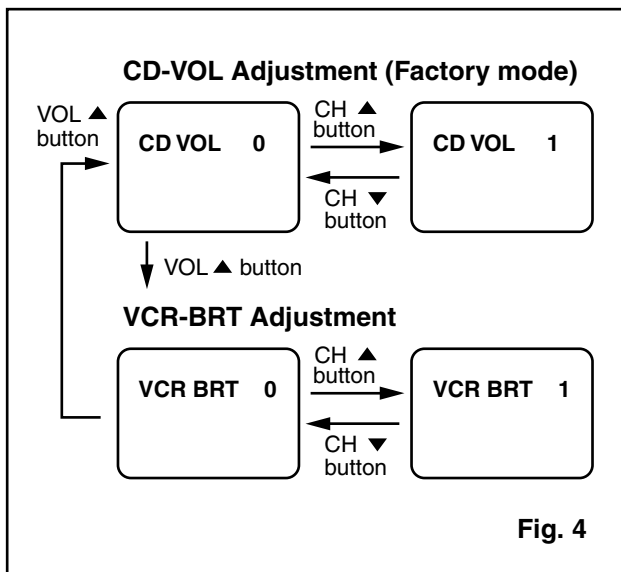 CD-VOL Adjustment (Factory mode)
VOL ▲
button
CD VOL 0
CH ▲
button
CH ▼
button
CD VOL 1
VOL ▲ button
VCR-BRT Adjustment
VCR BRT 0
CH ▲
button
CH ▼
button
VCR BRT 1
Fig. 4